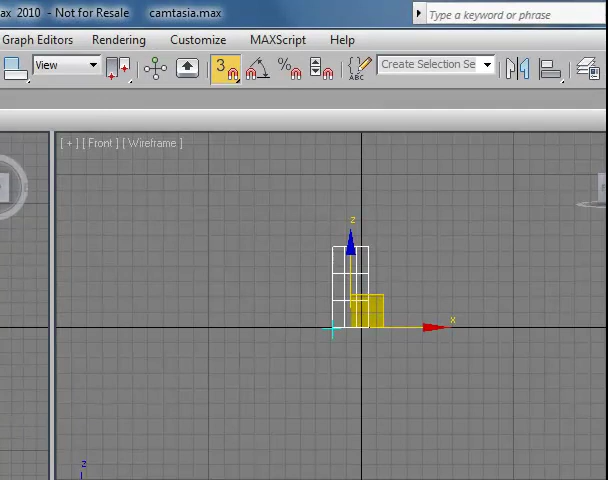 ax 2010 - Not for Resale camtasia.max
Type a keyword or phrase
Graph Editors Rendering Customize MAXScript Help
View 3 % ABC Create Selection Se
[ + ] [ Front ] [ Wireframe ]
z
x
z